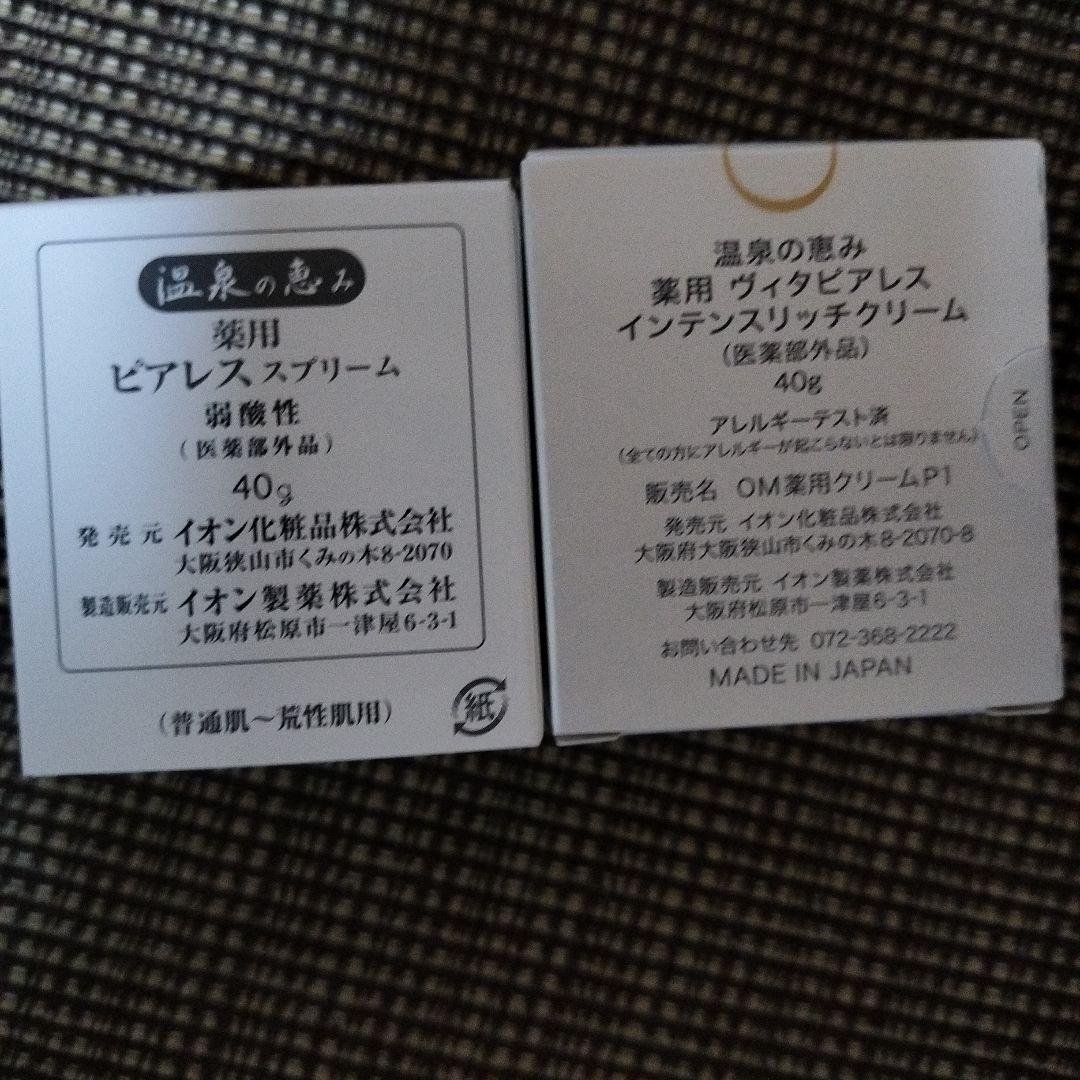 温泉の恵み
薬用
ピアレス スプリーム
弱酸性
(医薬部外品)
40g
発売元 イオン化粧品株式会社
大阪狭山市くみの木8-2070
製造販売元 イオン製薬株式会社
大阪府松原市一津屋6-3-1
(普通肌〜荒性肌用)
紙
温泉の恵み
薬用 ヴィタピアレス
インテンスリッチクリーム
(医薬部外品)
40g
アレルギーテスト済
(全ての方にアレルギーが起こらないとは限りません)
販売名 OM薬用クリームP1
発売元 イオン化粧品株式会社
大阪府大阪狭山市くみの木8-2070-8
製造販売元 イオン製薬株式会社
大阪府松原市一津屋6-3-1
お問い合わせ先 072-368-2222
MADE IN JAPAN
OPEN